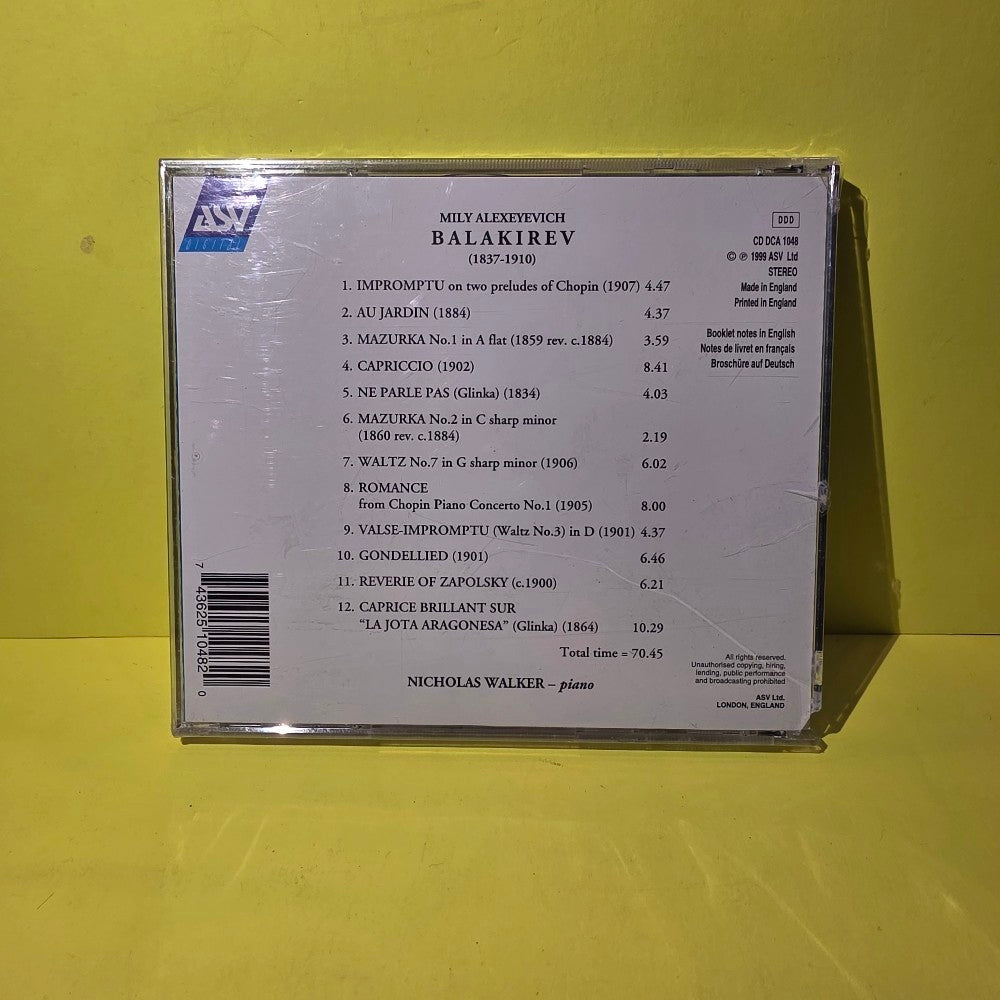 ASV
DIGITAL
MILY ALEXEYEVICH
BALAKIREV
(1837-1910)
1. IMPROMPTU on two preludes of Chopin (1907) 4.47
2. AU JARDIN (1884) 4.37
3. MAZURKA No.1 in A flat (1859 rev. c.1884) 3.59
4. CAPRICCIO (1902) 8.41
5. NE PARLE PAS (Glinka) (1834) 4.03
6. MAZURKA No.2 in C sharp minor
(1860 rev. c.1884) 2.19
7. WALTZ No.7 in G sharp minor (1906) 6.02
8. ROMANCE
from Chopin Piano Concerto No.1 (1905) 8.00
9. VALSE-IMPROMPTU (Waltz No.3) in D (1901) 4.37
10. GONDELLIED (1901) 6.46
11. REVERIE OF ZAPOLSKY (c.1900) 6.21
12. CAPRICE BRILLANT SUR
“LA JOTA ARAGONESA” (Glinka) (1864) 10.29
Total time = 70.45
NICHOLAS WALKER – piano
DDD
CD DCA 1048
© ℗ 1999 ASV Ltd
STEREO
Made in England
Printed in England
Booklet notes in English
Notes de livret en français
Broschüre auf Deutsch
7 43625 10482 0
All rights reserved.
Unauthorised copying, hiring,
lending, public performance
and broadcasting prohibited
ASV Ltd.
LONDON, ENGLAND